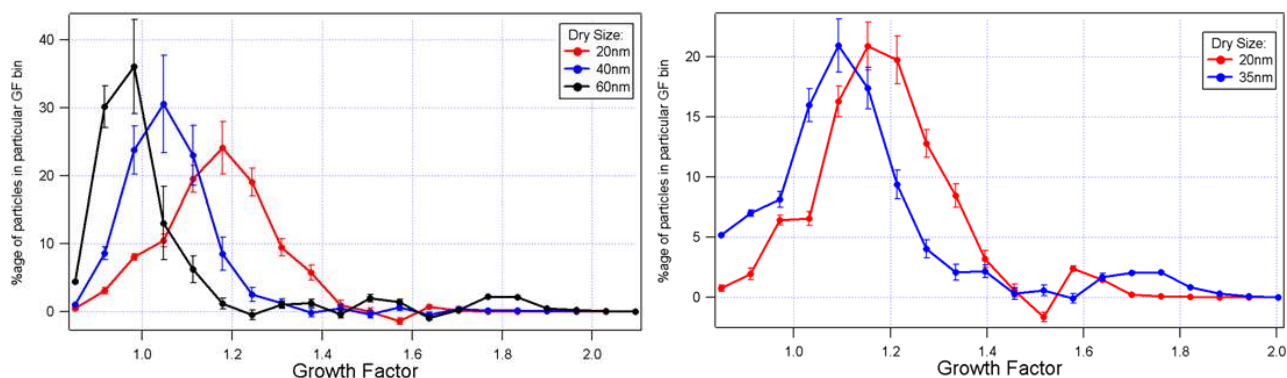 %age of particles in particular GF bin
40
30
20
10
0
1.0
1.2
1.4
1.6
1.8
2.0
Growth Factor
Dry Size:
20nm
40nm
60nm
%age of particles in particular GF bin
20
15
10
5
0
1.0
1.2
1.4
1.6
1.8
2.0
Growth Factor
Dry Size:
20nm
35nm